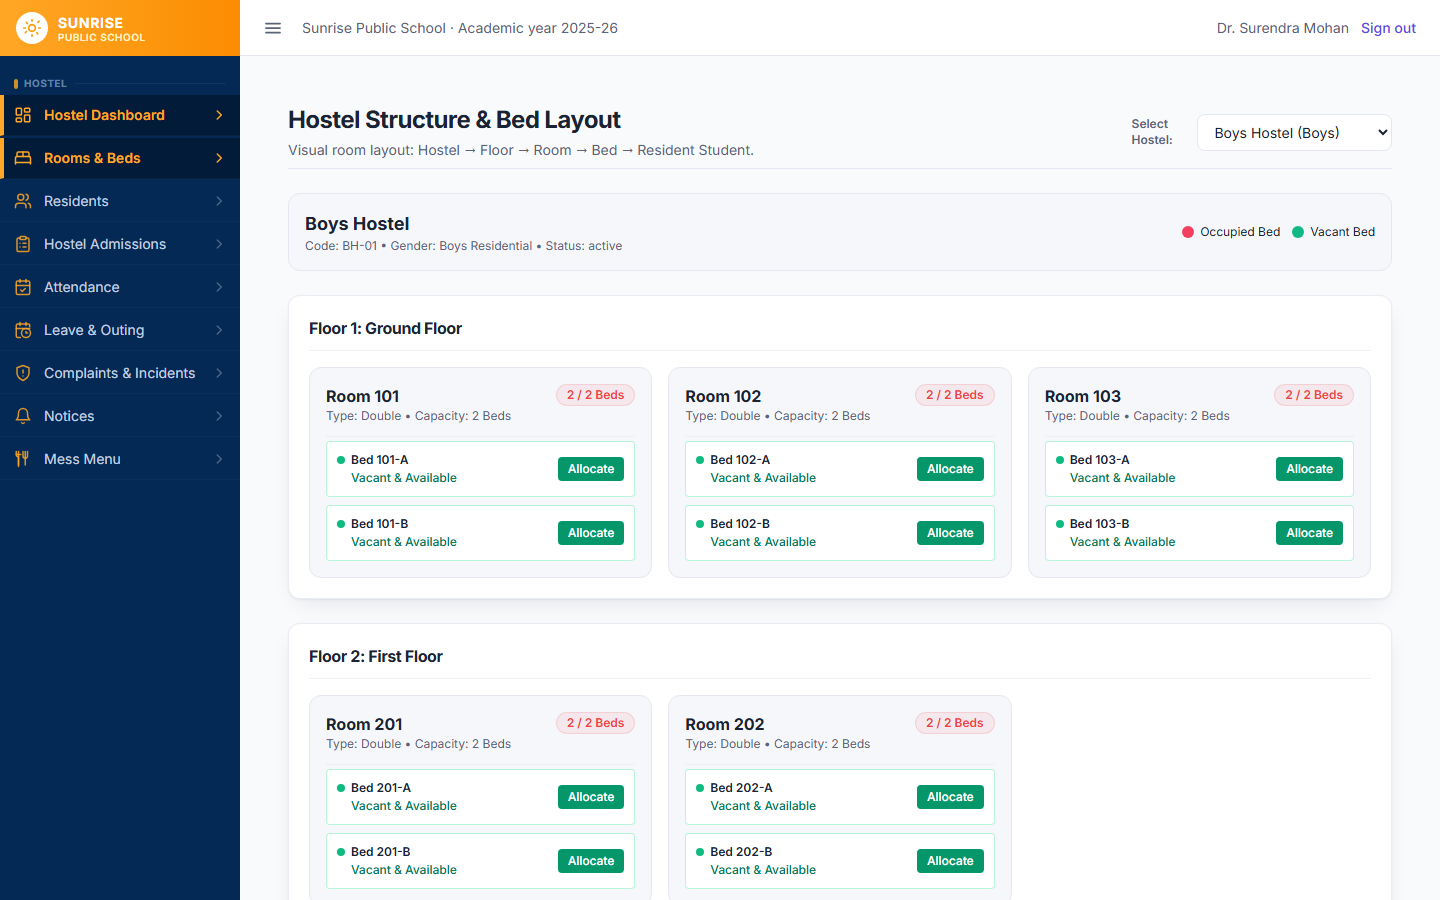 SUNRISE
PUBLIC SCHOOL
Sunrise Public School · Academic year 2025-26
Dr. Surendra Mohan
Sign out
HOSTEL
Hostel Dashboard
Rooms & Beds
Residents
Hostel Admissions
Attendance
Leave & Outing
Complaints & Incidents
Notices
Mess Menu
Hostel Structure & Bed Layout
Visual room layout: Hostel → Floor → Room → Bed → Resident Student.
Select
Hostel:
Boys Hostel (Boys)
Boys Hostel
Code: BH-01 • Gender: Boys Residential • Status: active
Occupied Bed
Vacant Bed
Floor 1: Ground Floor
Room 101
2 / 2 Beds
Type: Double • Capacity: 2 Beds
Bed 101-A
Vacant & Available
Allocate
Bed 101-B
Vacant & Available
Allocate
Room 102
2 / 2 Beds
Type: Double • Capacity: 2 Beds
Bed 102-A
Vacant & Available
Allocate
Bed 102-B
Vacant & Available
Allocate
Room 103
2 / 2 Beds
Type: Double • Capacity: 2 Beds
Bed 103-A
Vacant & Available
Allocate
Bed 103-B
Vacant & Available
Allocate
Floor 2: First Floor
Room 201
2 / 2 Beds
Type: Double • Capacity: 2 Beds
Bed 201-A
Vacant & Available
Allocate
Bed 201-B
Vacant & Available
Allocate
Room 202
2 / 2 Beds
Type: Double • Capacity: 2 Beds
Bed 202-A
Vacant & Available
Allocate
Bed 202-B
Vacant & Available
Allocate